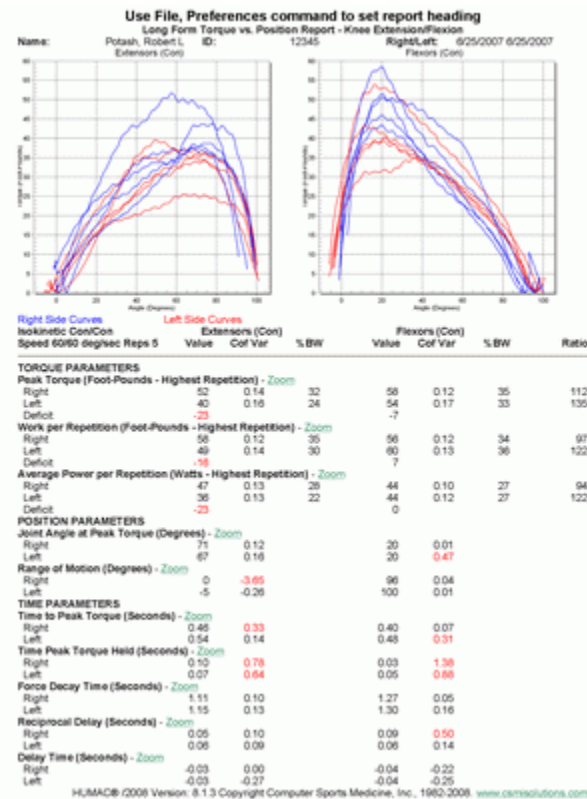 Use File, Preferences command to set report heading
Long Form Torque vs. Position Report - Knee Extension/Flexion
Name: Potash, Robert L ID: 12345 Right/Left: 6/25/2007 6/25/2007
Extensors (Con) Flexors (Con)
Angle (Degrees) Angle (Degrees)
Right Side Curves Left Side Curves
Isokinetic Con/Con Extensors (Con) Flexors (Con)
Speed 60/60 deg/sec Reps 5 Value Cof Var %BW Value Cof Var %BW Ratio
TORQUE PARAMETERS
Peak Torque (Foot-Pounds - Highest Repetition) - Zoom
Right 52 0.14 32 58 0.12 35 112
Left 40 0.16 24 54 0.17 33 135
Deficit -23 -7
Work per Repetition (Foot-Pounds - Highest Repetition) - Zoom
Right 58 0.12 35 56 0.12 34 97
Left 49 0.14 30 60 0.13 36 122
Deficit -16 7
Average Power per Repetition (Watts - Highest Repetition) - Zoom
Right 47 0.13 28 44 0.10 27 94
Left 36 0.13 22 44 0.12 27 122
Deficit -23 0
POSITION PARAMETERS
Joint Angle at Peak Torque (Degrees) - Zoom
Right 71 0.12 20 0.01
Left 67 0.16 20 0.47
Range of Motion (Degrees) - Zoom
Right 0 -3.65 96 0.04
Left -5 -0.26 100 0.01
TIME PARAMETERS
Time to Peak Torque (Seconds) - Zoom
Right 0.46 0.33 0.40 0.07
Left 0.54 0.14 0.48 0.31
Time Peak Torque Held (Seconds) - Zoom
Right 0.10 0.78 0.03 1.38
Left 0.07 0.64 0.05 0.88
Force Decay Time (Seconds) - Zoom
Right 1.11 0.10 1.27 0.05
Left 1.15 0.13 1.30 0.16
Reciprocal Delay (Seconds) - Zoom
Right 0.05 0.10 0.09 0.50
Left 0.06 0.09 0.06 0.14
Delay Time (Seconds) - Zoom
Right -0.03 0.00 -0.04 -0.22
Left -0.03 -0.27 -0.04 -0.25
HUMAC® /2008 Version: 8.1.3 Copyright Computer Sports Medicine, Inc., 1982-2008. www.csmisolutions.com